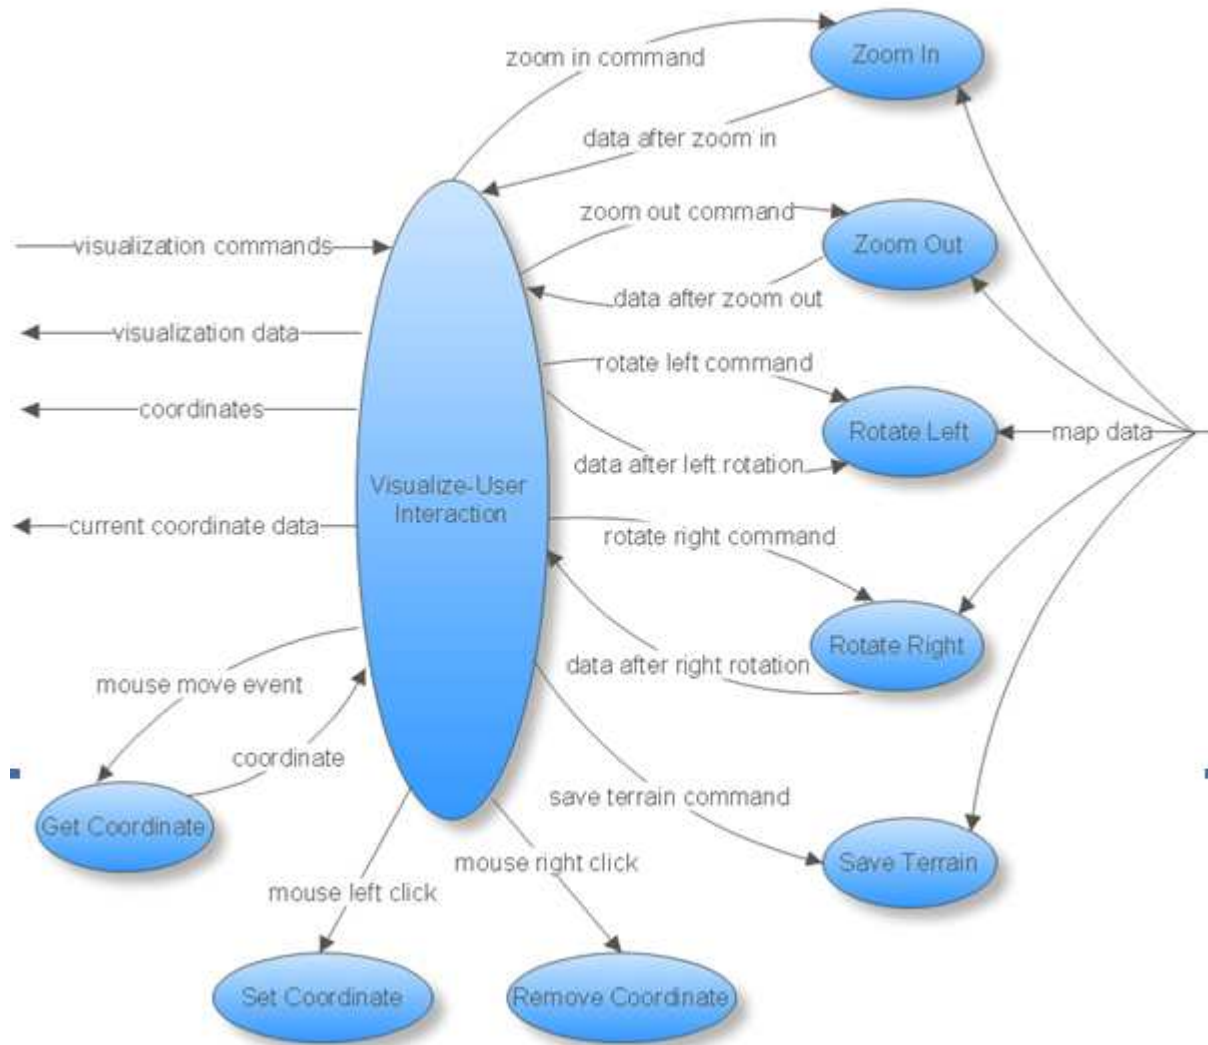 zoom in command
Zoom In
data after zoom in
zoom out command
visualization commands
Zoom Out
data after zoom out
visualization data
rotate left command
coordinates
Rotate Left
map data
data after left rotation
Visualize-User
Interaction
current coordinate data
rotate right command
Rotate Right
data after right rotation
mouse move event
coordinate
save terrain command
Get Coordinate
Save Terrain
mouse right click
mouse left click
Set Coordinate
Remove Coordinate